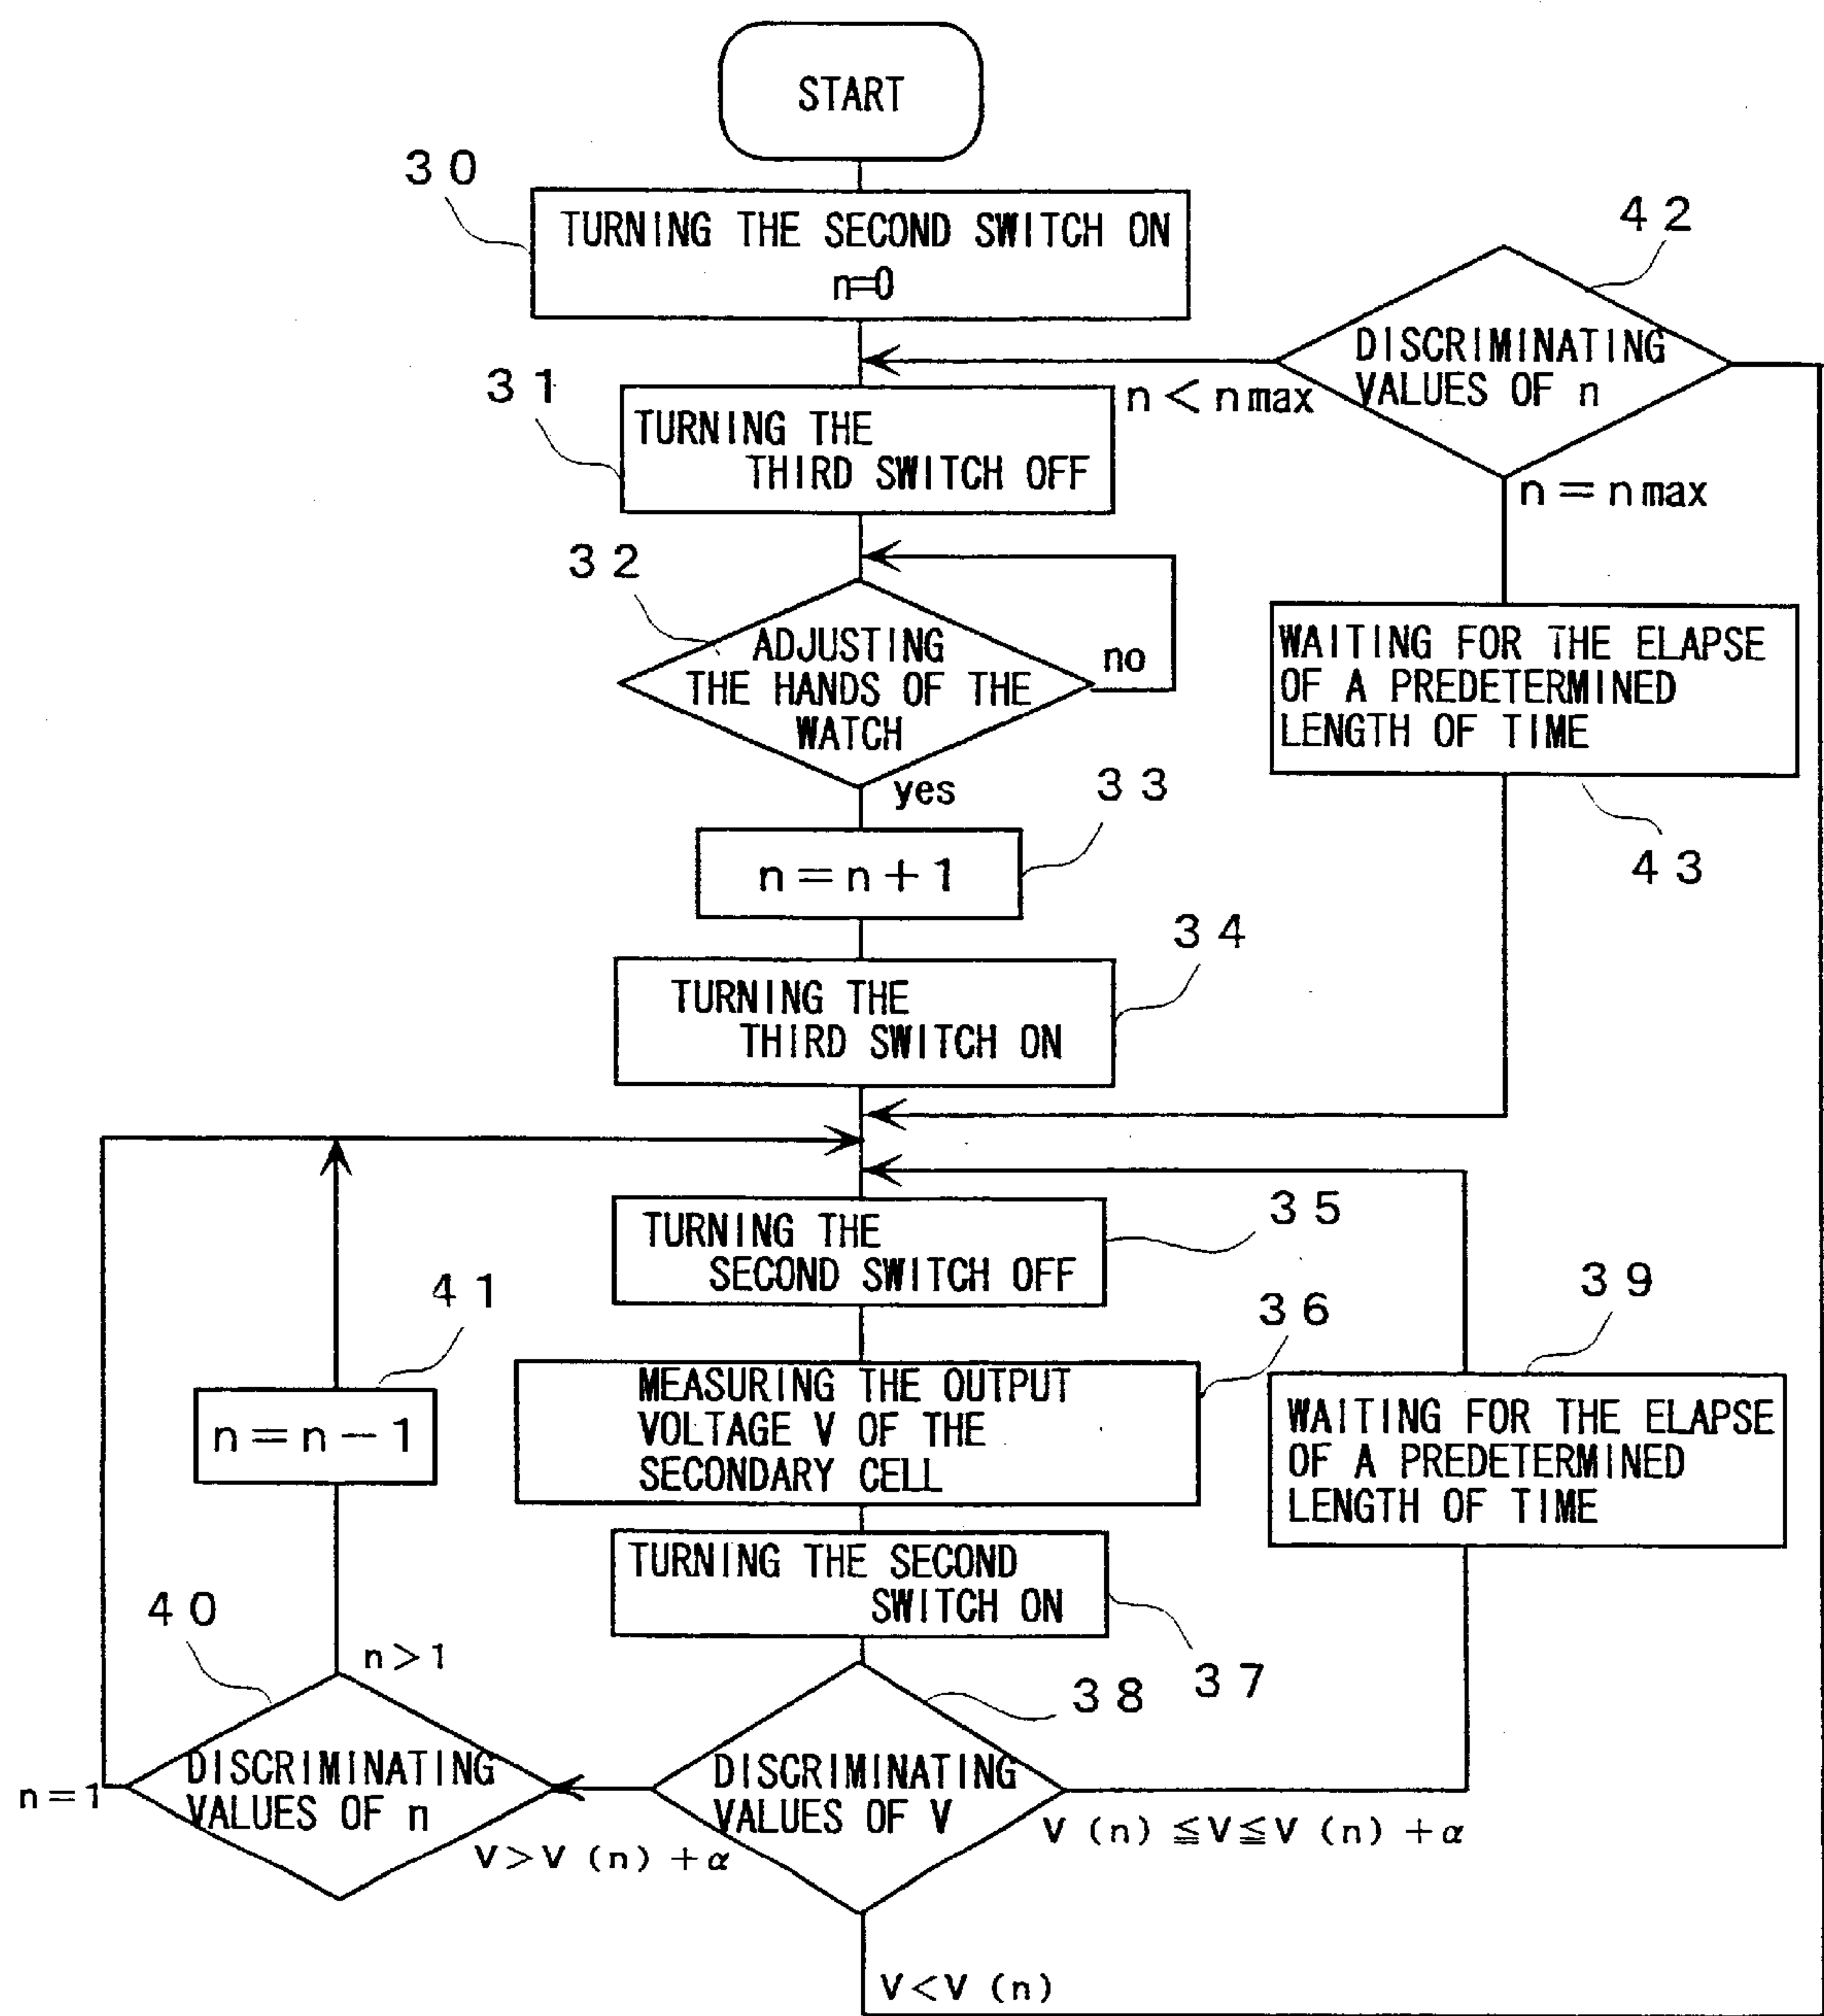 START
30
TURNING THE SECOND SWITCH ON
n=0
42
DISCRIMINATING
VALUES OF n
n < nmax
n = nmax
31
TURNING THE
THIRD SWITCH OFF
32
ADJUSTING
THE HANDS OF THE
WATCH
no
yes
WAITING FOR THE ELAPSE
OF A PREDETERMINED
LENGTH OF TIME
43
33
n = n + 1
34
TURNING THE
THIRD SWITCH ON
35
TURNING THE
SECOND SWITCH OFF
36
MEASURING THE OUTPUT
VOLTAGE V OF THE
SECONDARY CELL
39
WAITING FOR THE ELAPSE
OF A PREDETERMINED
LENGTH OF TIME
41
n = n - 1
TURNING THE SECOND
SWITCH ON
37
40
n > 1
DISCRIMINATING
VALUES OF n
n = 1
38
DISCRIMINATING
VALUES OF V
V > V (n) + α
V (n) ≦ V ≦ V (n) + α
V < V (n)